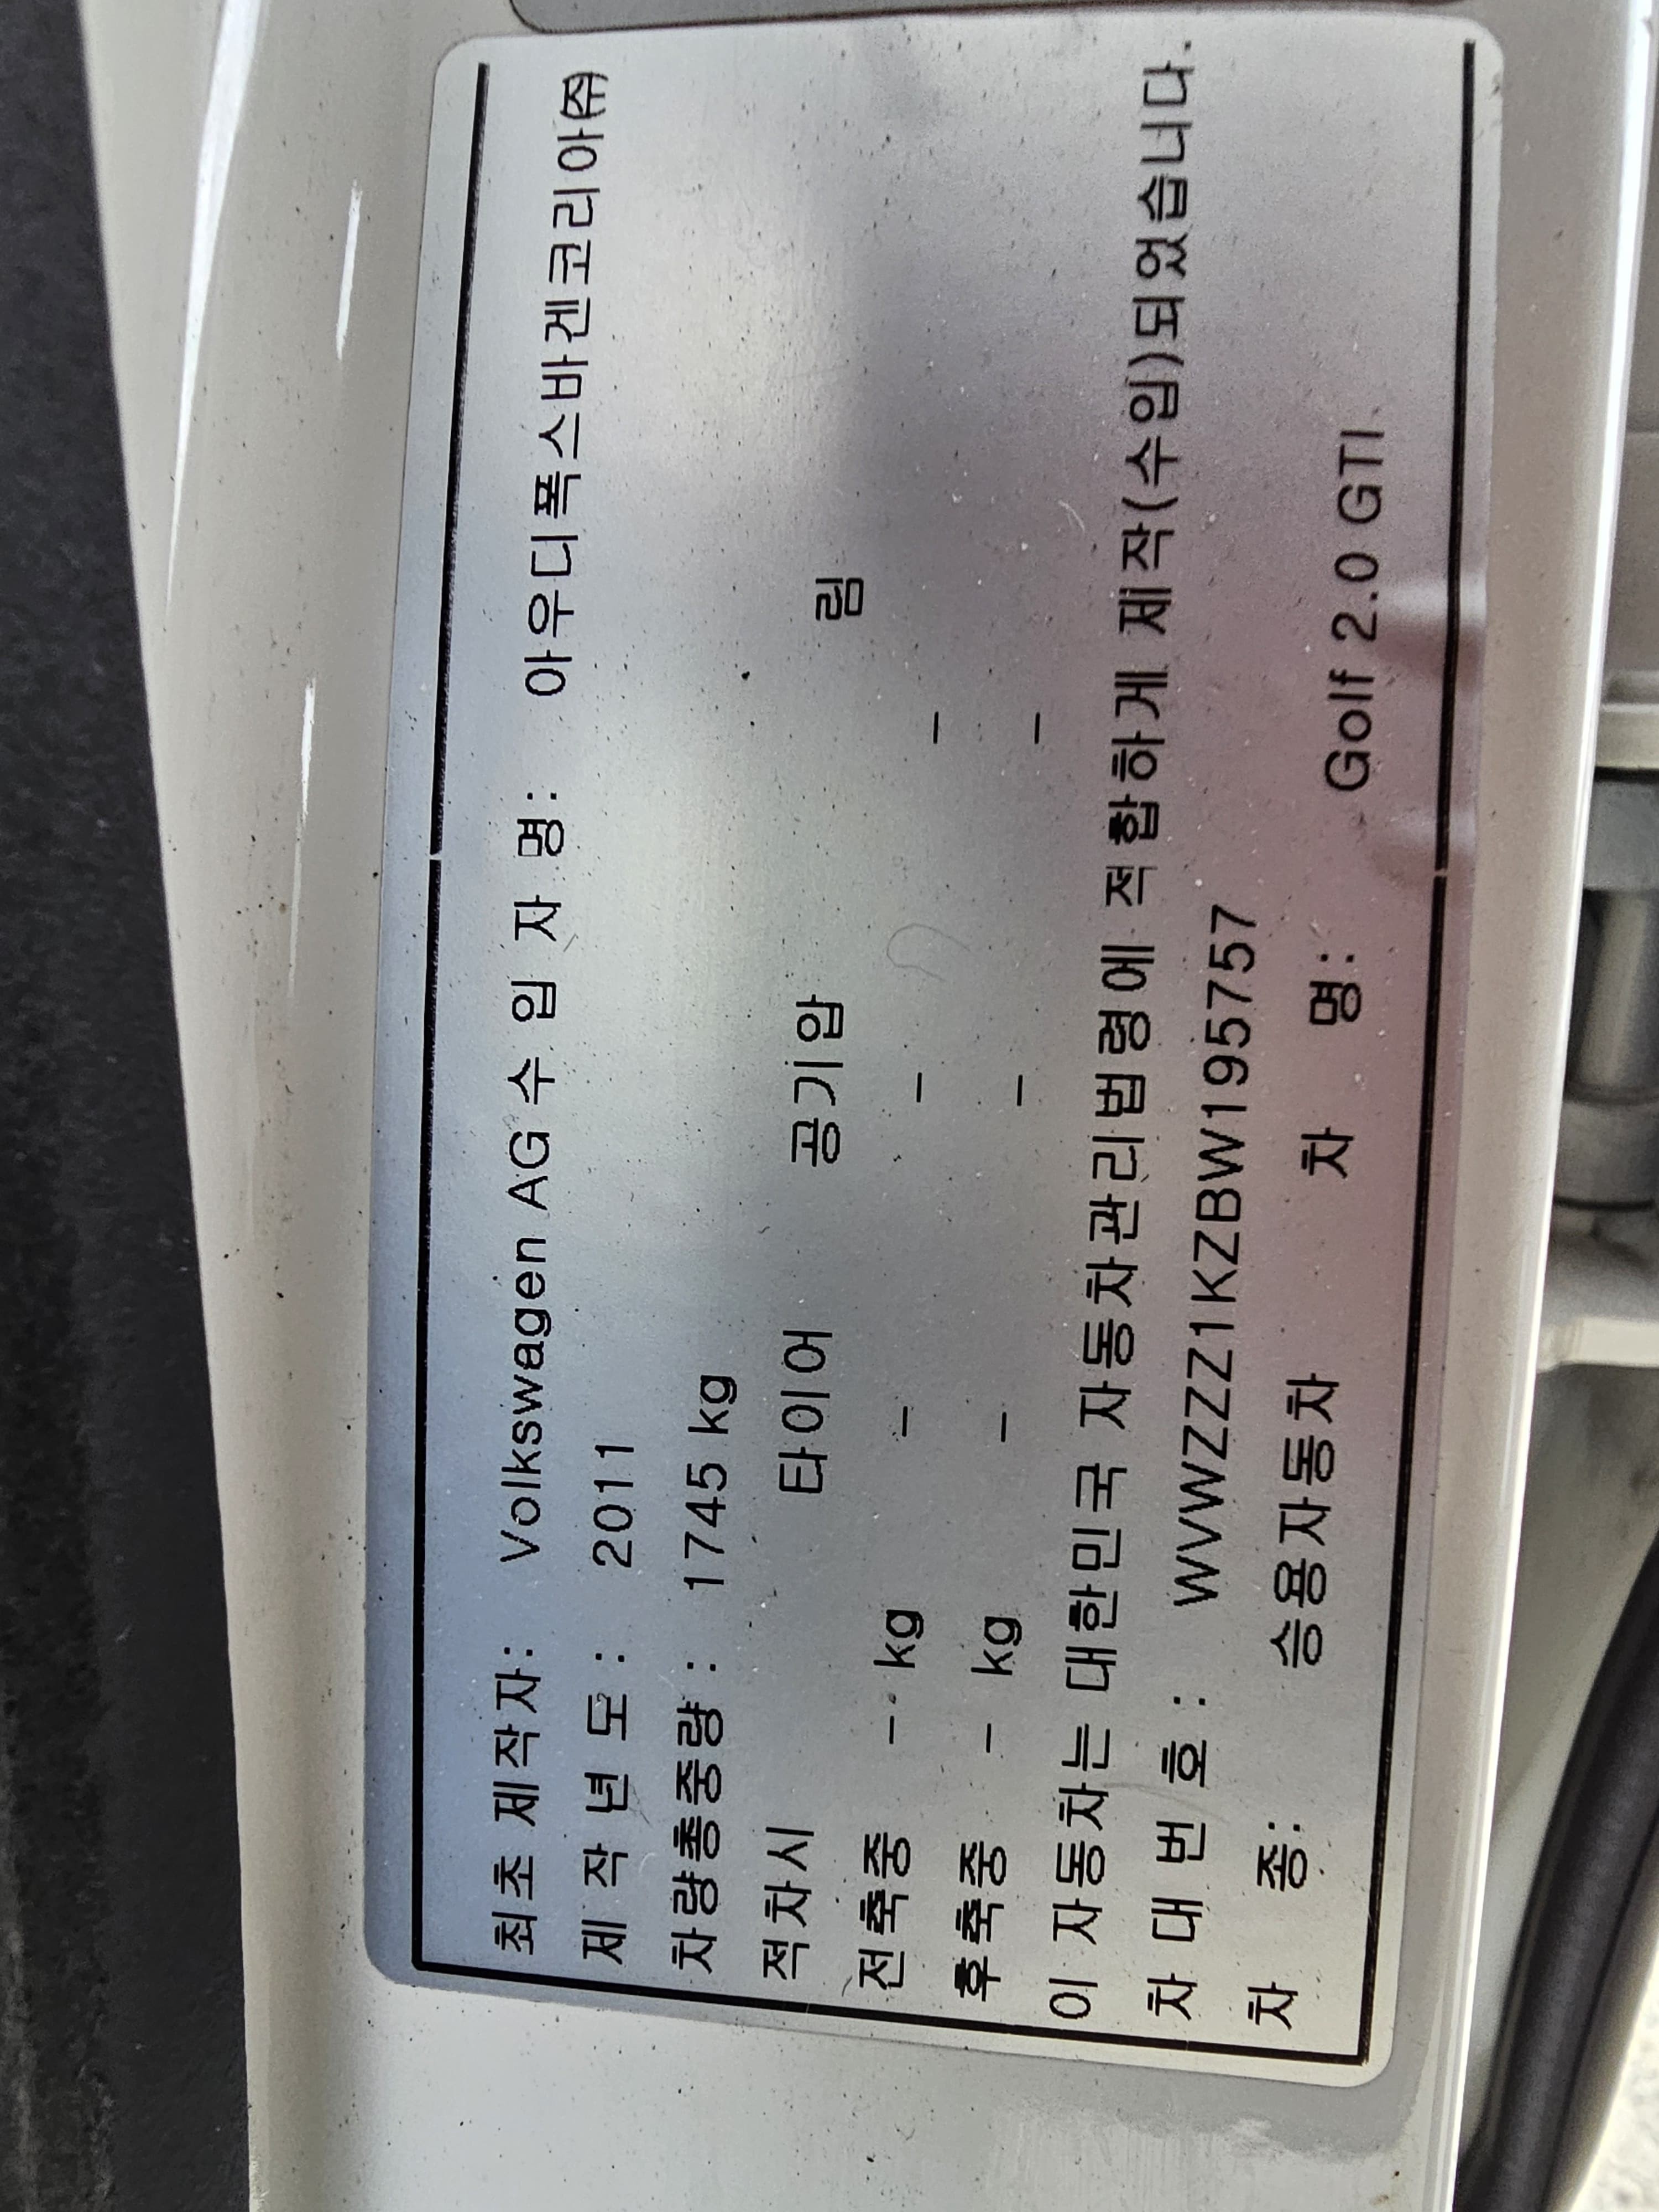 최초 제작자: Volkswagen AG 수 입 자 명: 아우디폭스바겐코리아㈜
제 작 년 도 : 2011
차량총중량 : 1745 kg
적차시 타이어 공기압 림
전축중 - kg - - -
후축중 - kg - - -
이 자동차는 대한민국 자동차관리법령에 적합하게 제작(수입)되었습니다.
차 대 번 호 : WVWZZZ1KZBW195757
차 종: 승용자동차 차 명: Golf 2.0 GTI